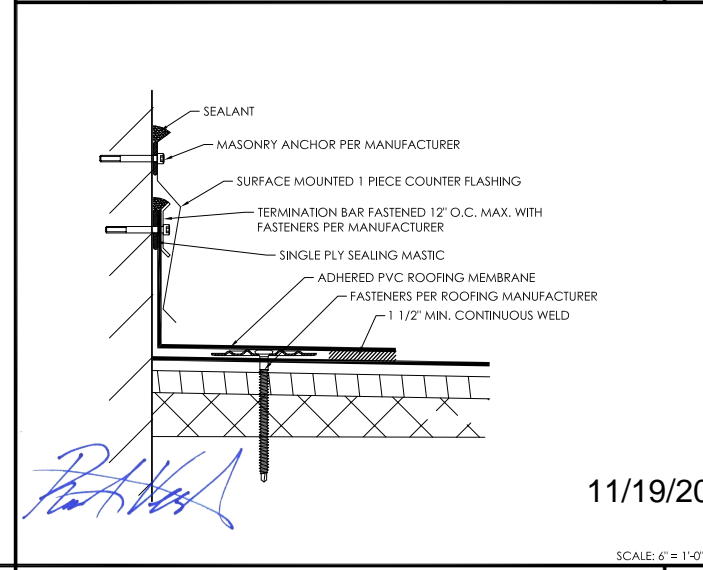 SEALANT
MASONRY ANCHOR PER MANUFACTURER
SURFACE MOUNTED 1 PIECE COUNTER FLASHING
TERMINATION BAR FASTENED 12" O.C. MAX. WITH
FASTENERS PER MANUFACTURER
SINGLE PLY SEALING MASTIC
ADHERED PVC ROOFING MEMBRANE
FASTENERS PER ROOFING MANUFACTURER
1 1/2" MIN. CONTINUOUS WELD
11/19/20
SCALE: 6" = 1'-0"